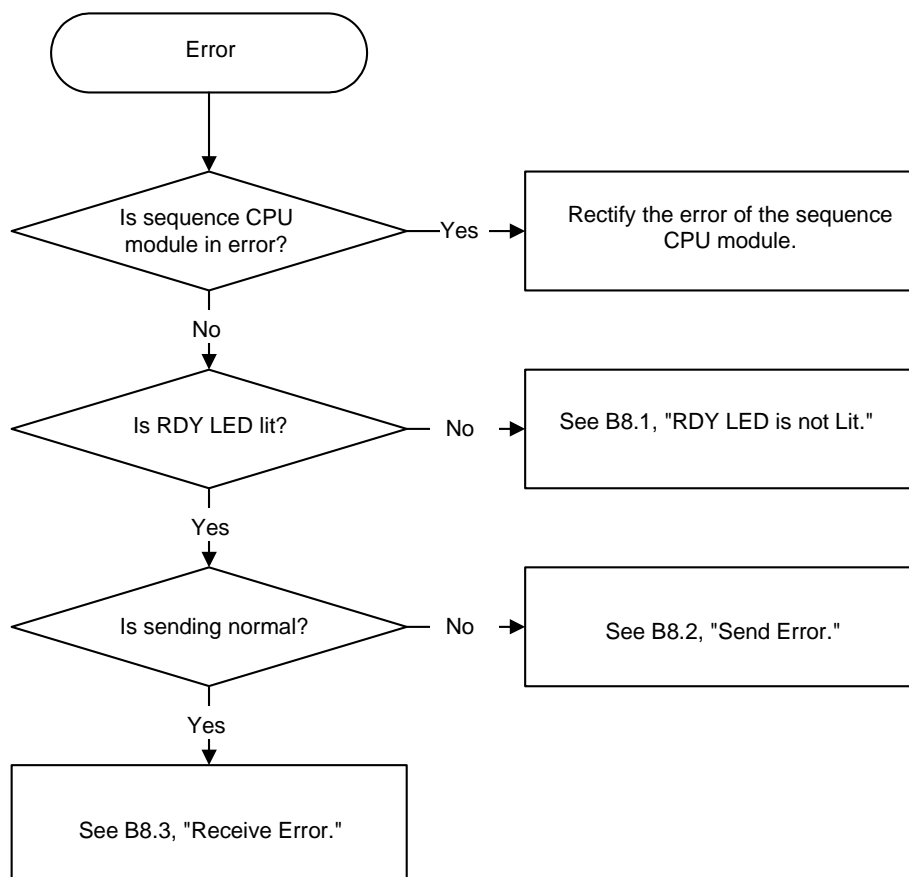 Error
Is sequence CPU
module in error?
Yes
Rectify the error of the sequence
CPU module.
No
Is RDY LED lit?
No
See B8.1, "RDY LED is not Lit."
Yes
Is sending normal?
No
See B8.2, "Send Error."
Yes
See B8.3, "Receive Error."